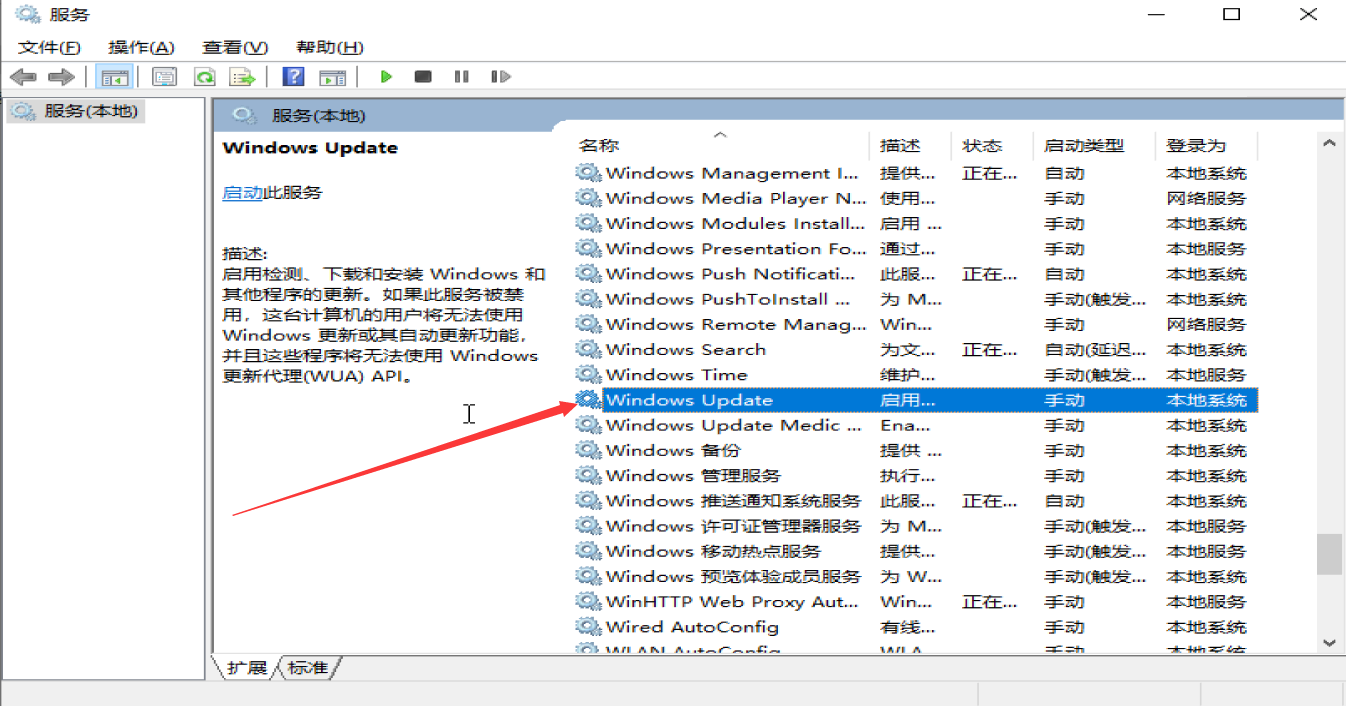 服务
文件(F) 操作(A) 查看(V) 帮助(H)
服务(本地)
服务(本地)
Windows Update
启动此服务
描述:
启用检测、下载和安装 Windows 和
其他程序的更新。如果此服务被禁
用，这台计算机的用户将无法使用
Windows 更新或其自动更新功能，
并且这些程序将无法使用 Windows
更新代理(WUA) API。
名称 描述 状态 启动类型 登录为
Windows Management I... 提供... 正在... 自动 本地系统
Windows Media Player N... 使用... 手动 网络服务
Windows Modules Install... 启用 ... 手动 本地系统
Windows Presentation Fo... 通过... 手动 本地服务
Windows Push Notificati... 此服... 正在... 自动 本地系统
Windows PushToInstall ... 为 M... 手动(触发... 本地系统
Windows Remote Manag... Win... 手动 网络服务
Windows Search 为文... 正在... 自动(延迟... 本地系统
Windows Time 维护... 手动(触发... 本地服务
Windows Update 启用... 手动 本地系统
Windows Update Medic ... Ena... 手动 本地系统
Windows 备份 提供 ... 手动 本地系统
Windows 管理服务 执行... 手动 本地系统
Windows 推送通知系统服务 此服... 正在... 自动 本地系统
Windows 许可证管理器服务 为 M... 手动(触发... 本地服务
Windows 移动热点服务 提供... 手动(触发... 本地服务
Windows 预览体验成员服务 为 W... 手动(触发... 本地系统
WinHTTP Web Proxy Aut... Win... 正在... 手动 本地服务
Wired AutoConfig 有线... 手动 本地系统
WLAN AutoConfig WLA... 手动 本地系统
扩展 标准